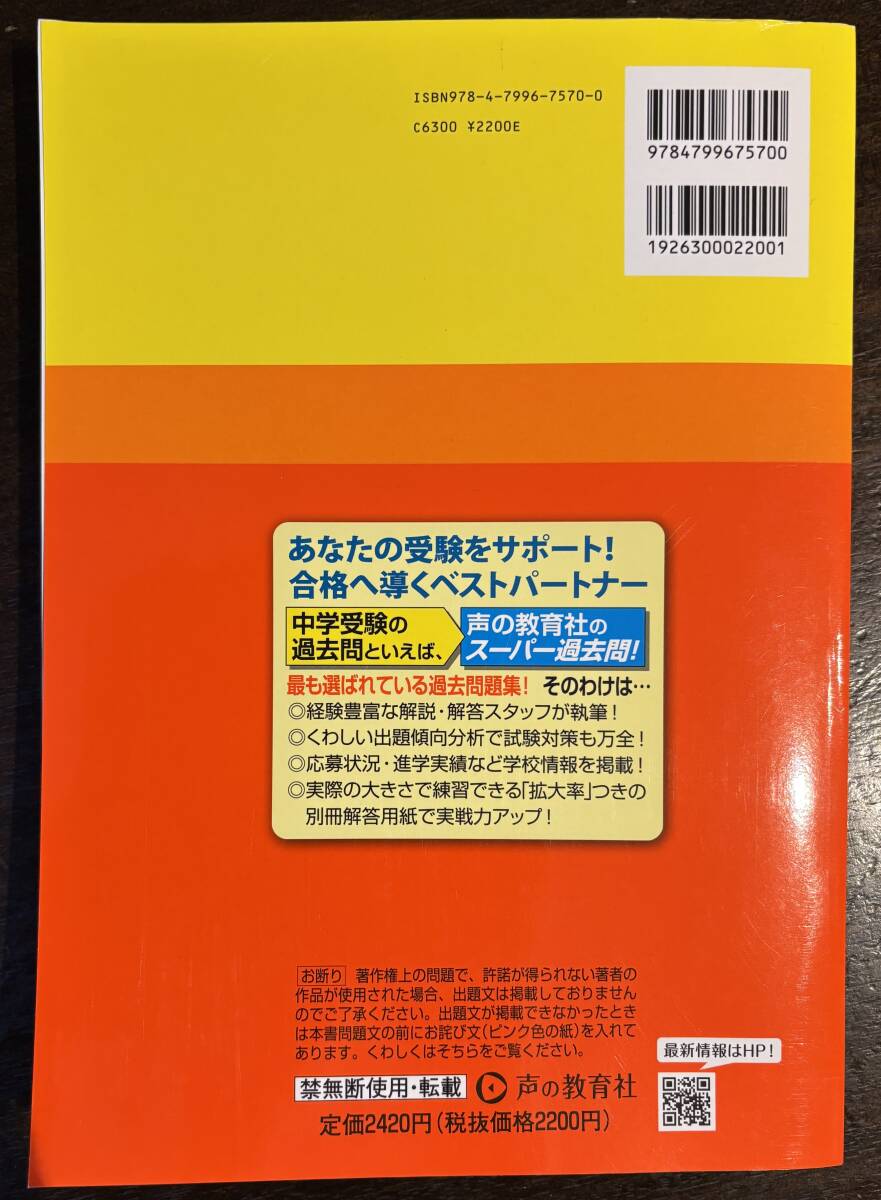 ISBN978-4-7996-7570-0
C6300 ¥2200E
9784799675700
1926300022001
あなたの受験をサポート!
合格へ導くベストパートナー
中学受験の
過去問といえば、
声の教育社の
スーパー過去問!
最も選ばれている過去問題集! そのわけは…
◎経験豊富な解説・解答スタッフが執筆!
◎くわしい出題傾向分析で試験対策も万全!
◎応募状況・進学実績など学校情報を掲載!
◎実際の大きさで練習できる「拡大率」つきの
別冊解答用紙で実戦力アップ!
お断り 著作権上の問題で、許諾が得られない著者の
作品が使用された場合、出題文は掲載しておりません
のでご了承ください。出題文が掲載できなかったとき
は本書問題文の前にお詫び文(ピンク色の紙)を入れて
あります。くわしくはそちらをご覧ください。
最新情報はHP!
禁無断使用・転載 声の教育社
定価2420円(税抜価格2200円)